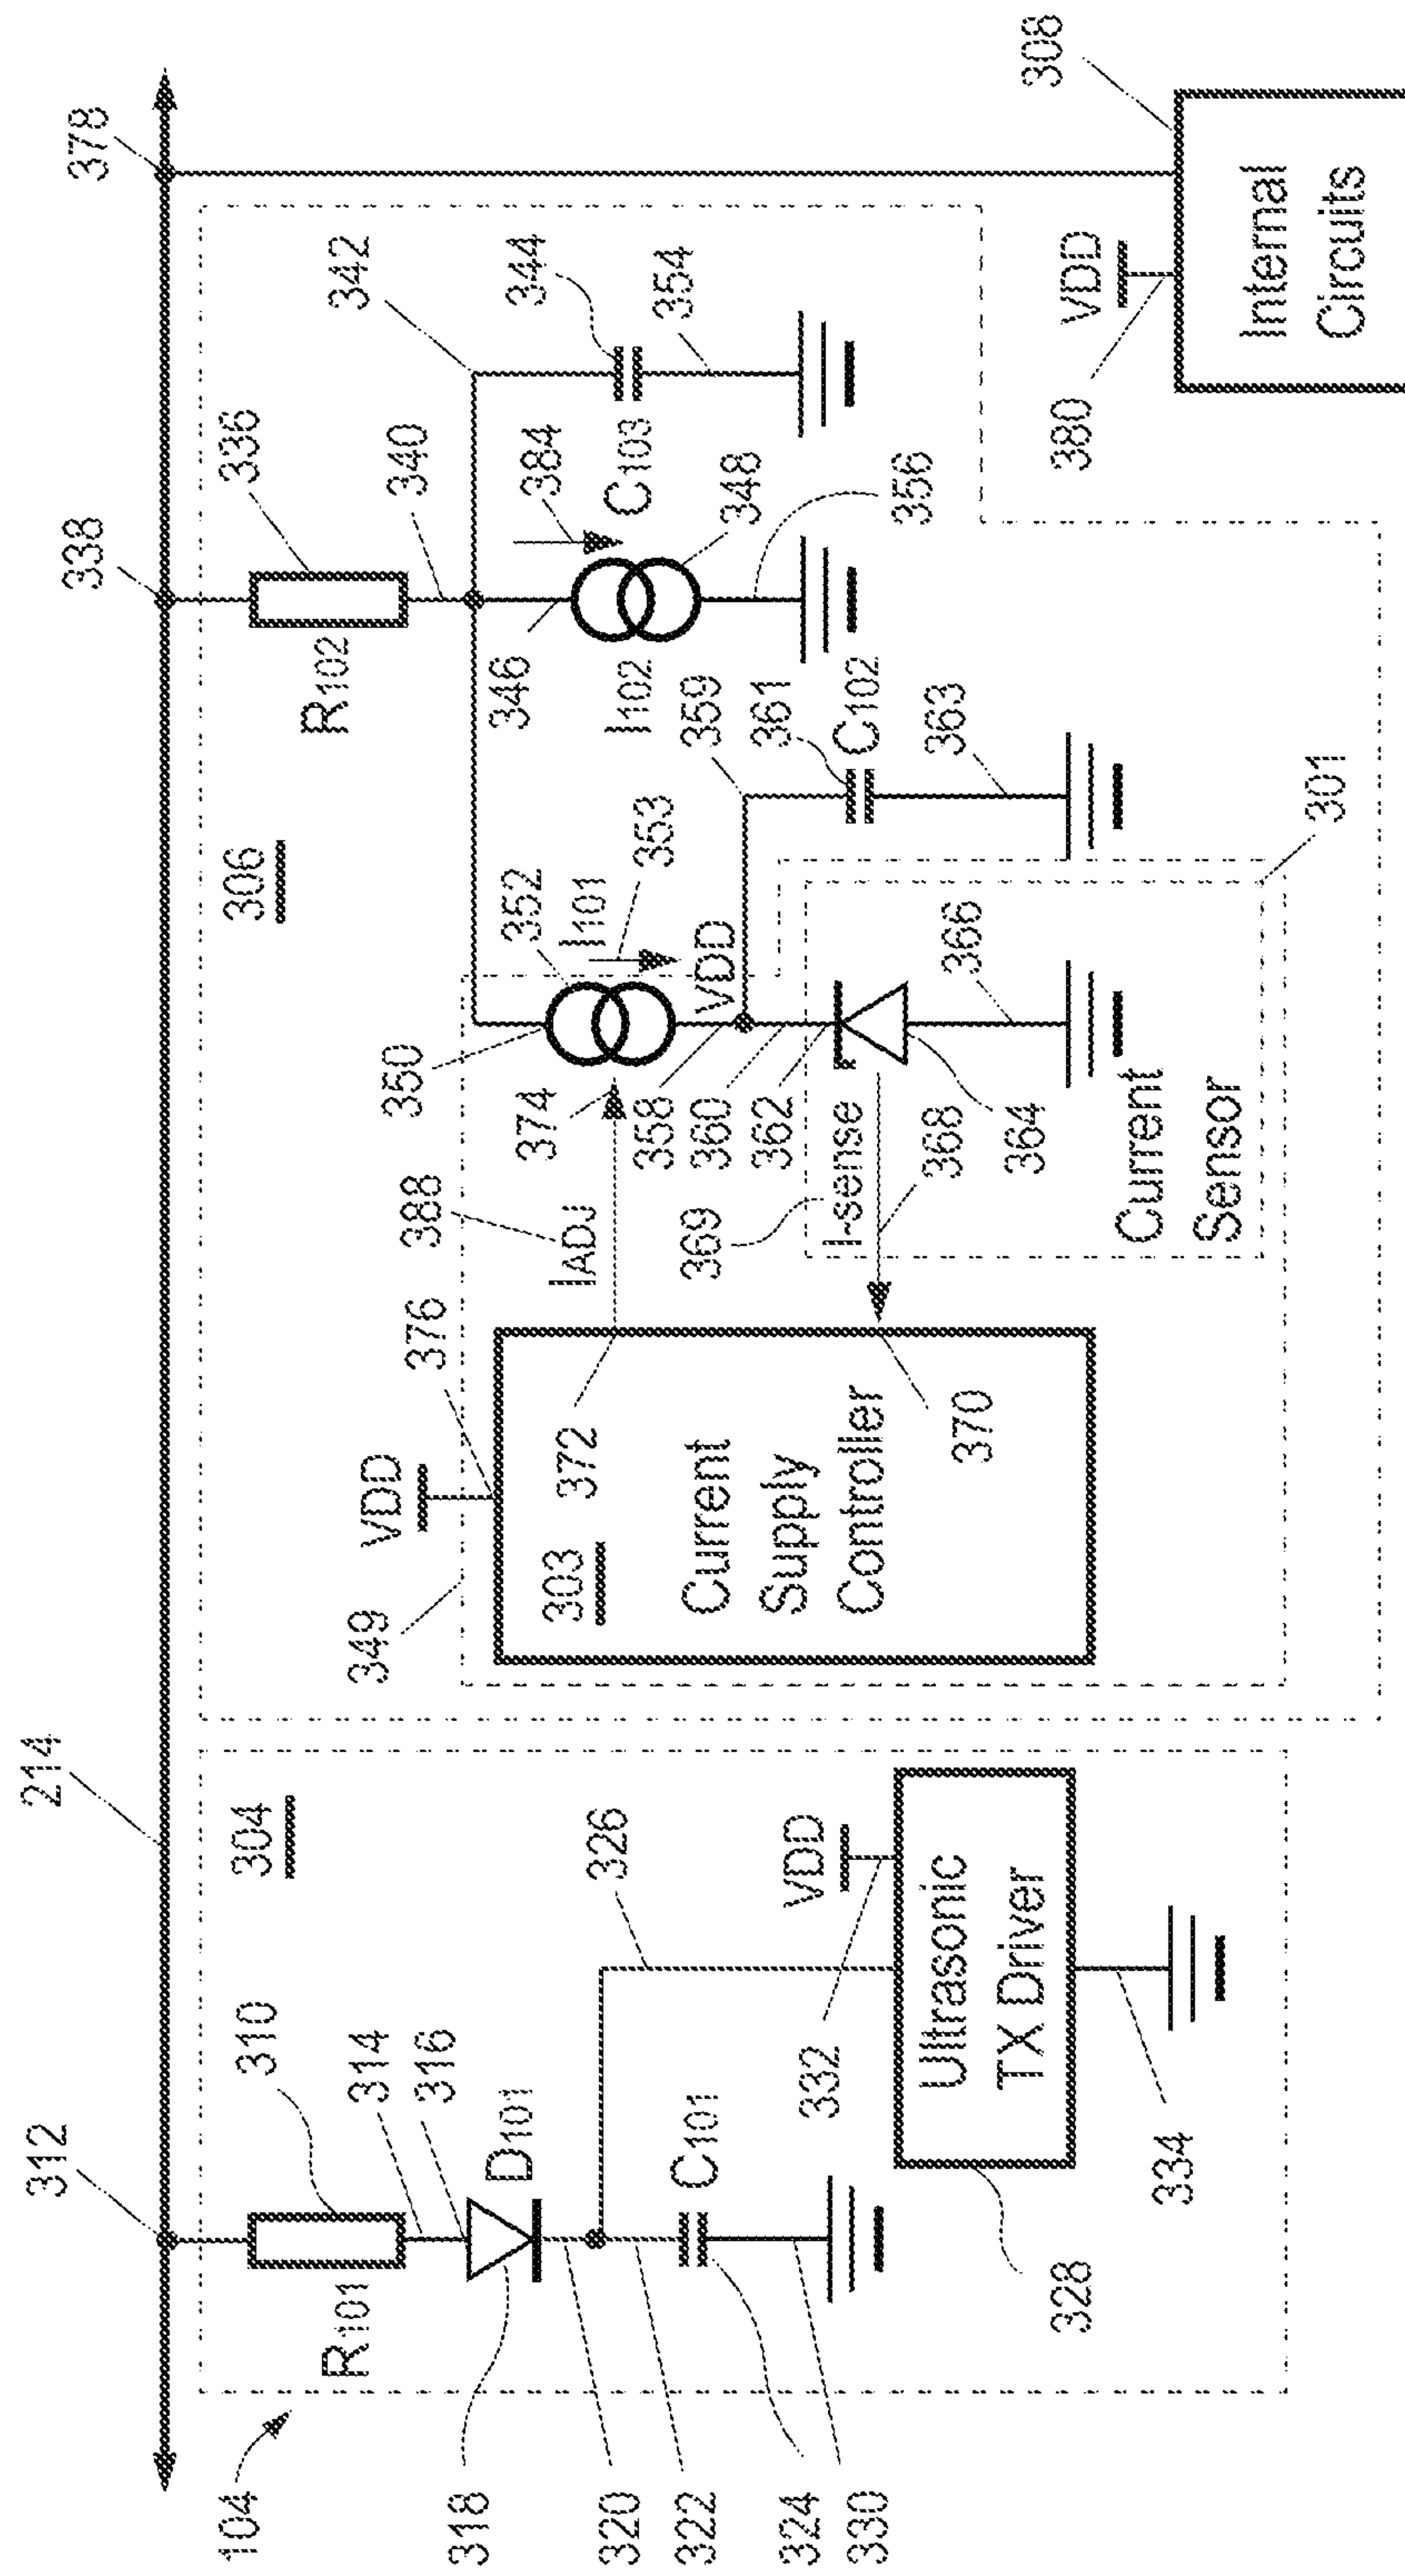 104
312
214
338
378
304
R101
310
314
316
318
D101
320
322
324
C101
330
326
VDD
332
Ultrasonic
TX Driver
328
334
306
R102
336
340
342
344
C103
354
346
384
I102
348
356
349
VDD
376
303
Current
Supply
Controller
372
370
388
IADJ
374
350
352
I101
353
VDD
358
360
362
359
361
C102
363
369
I-sense
368
364
366
Current
Sensor
301
VDD
380
308
Internal
Circuits